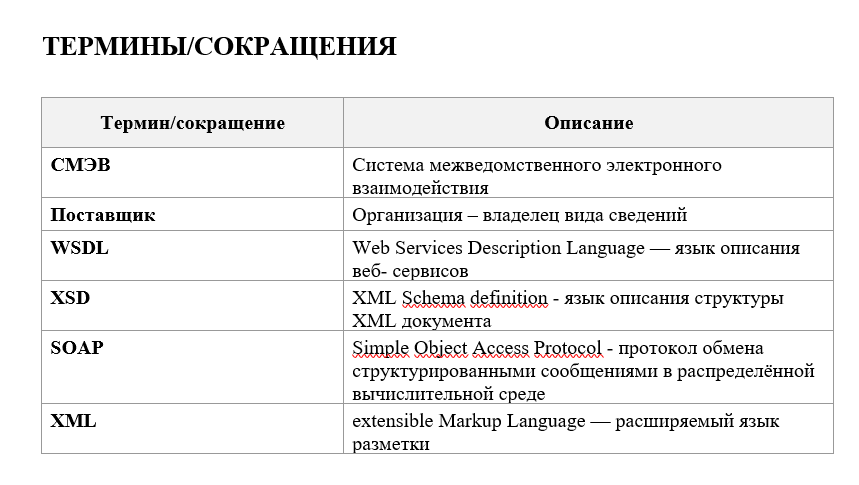 ТЕРМИНЫ/СОКРАЩЕНИЯ
Термин/сокращение Описание
СМЭВ Система межведомственного электронного
взаимодействия
Поставщик Организация – владелец вида сведений
WSDL Web Services Description Language — язык описания
веб- сервисов
XSD XML Schema definition - язык описания структуры
XML документа
SOAP Simple Object Access Protocol - протокол обмена
структурированными сообщениями в распределённой
вычислительной среде
XML extensible Markup Language — расширяемый язык
разметки